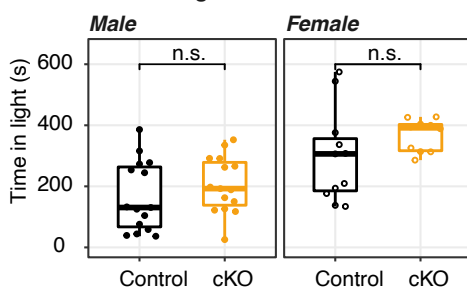 Male Female
n.s. n.s.
Time in light (s)
600
400
200
0
Control cKO Control cKO